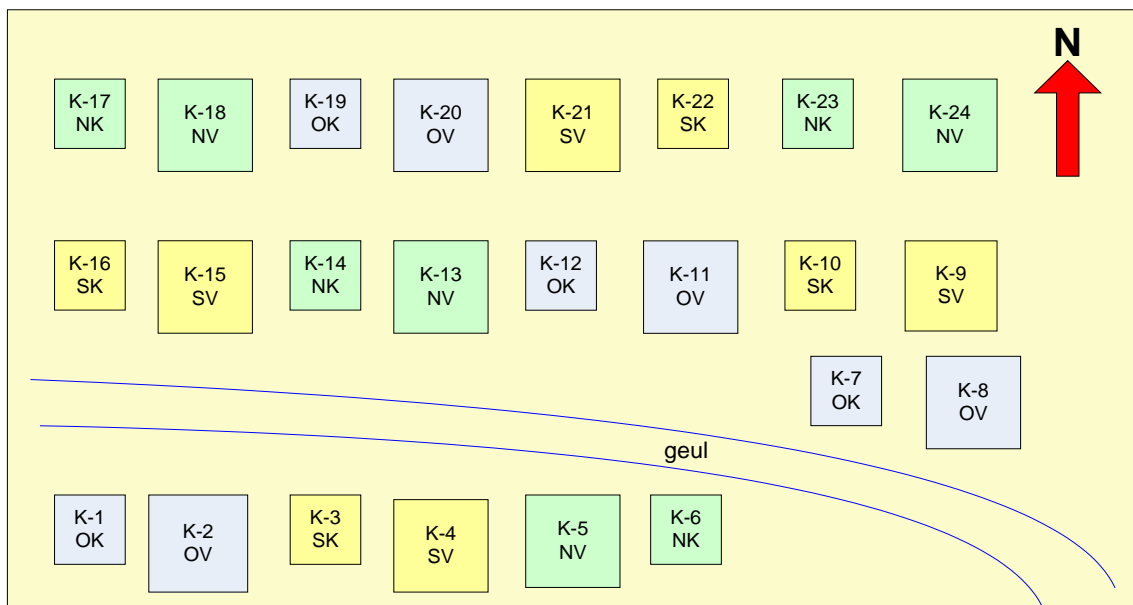 N
K-17
NK
K-18
NV
K-19
OK
K-20
OV
K-21
SV
K-22
SK
K-23
NK
K-24
NV
K-16
SK
K-15
SV
K-14
NK
K-13
NV
K-12
OK
K-11
OV
K-10
SK
K-9
SV
K-7
OK
K-8
OV
geul
K-1
OK
K-2
OV
K-3
SK
K-4
SV
K-5
NV
K-6
NK